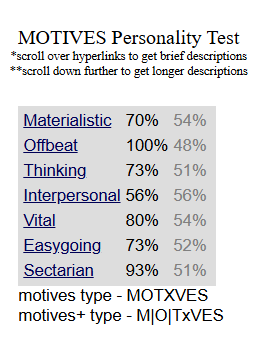 MOTIVES Personality Test
*scroll over hyperlinks to get brief descriptions
**scroll down further to get longer descriptions
Materialistic 70% 54%
Offbeat 100% 48%
Thinking 73% 51%
Interpersonal 56% 56%
Vital 80% 54%
Easygoing 73% 52%
Sectarian 93% 51%
motives type - MOTXVES
motives+ type - M|O|TxVES